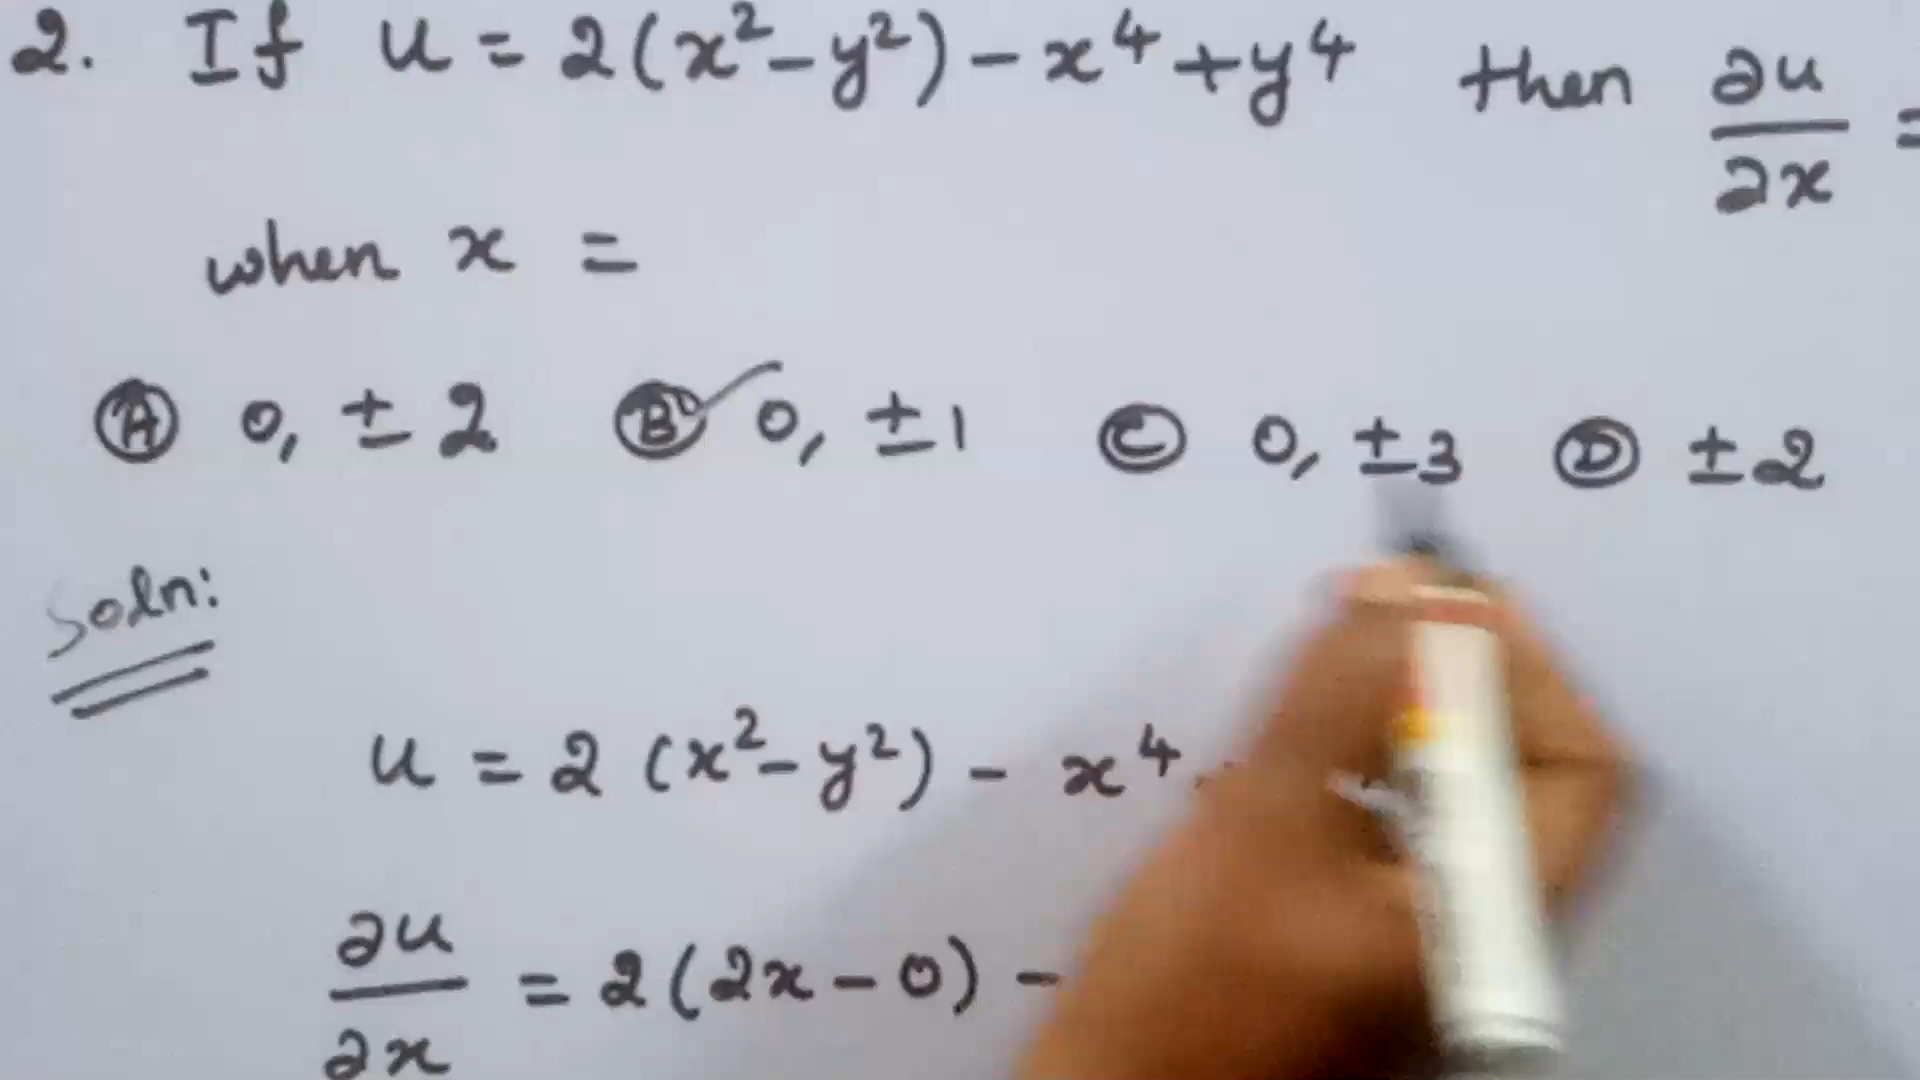 2. If u = 2(x²-y²) - x⁴ + y⁴ then ∂u/∂x =
when x =
Ⓐ 0, ± 2 Ⓑ ✓ 0, ±1 Ⓒ 0, ±3 Ⓓ ±2
Soln:
u = 2 (x²-y²) - x⁴
∂u/∂x = 2(2x-0) -